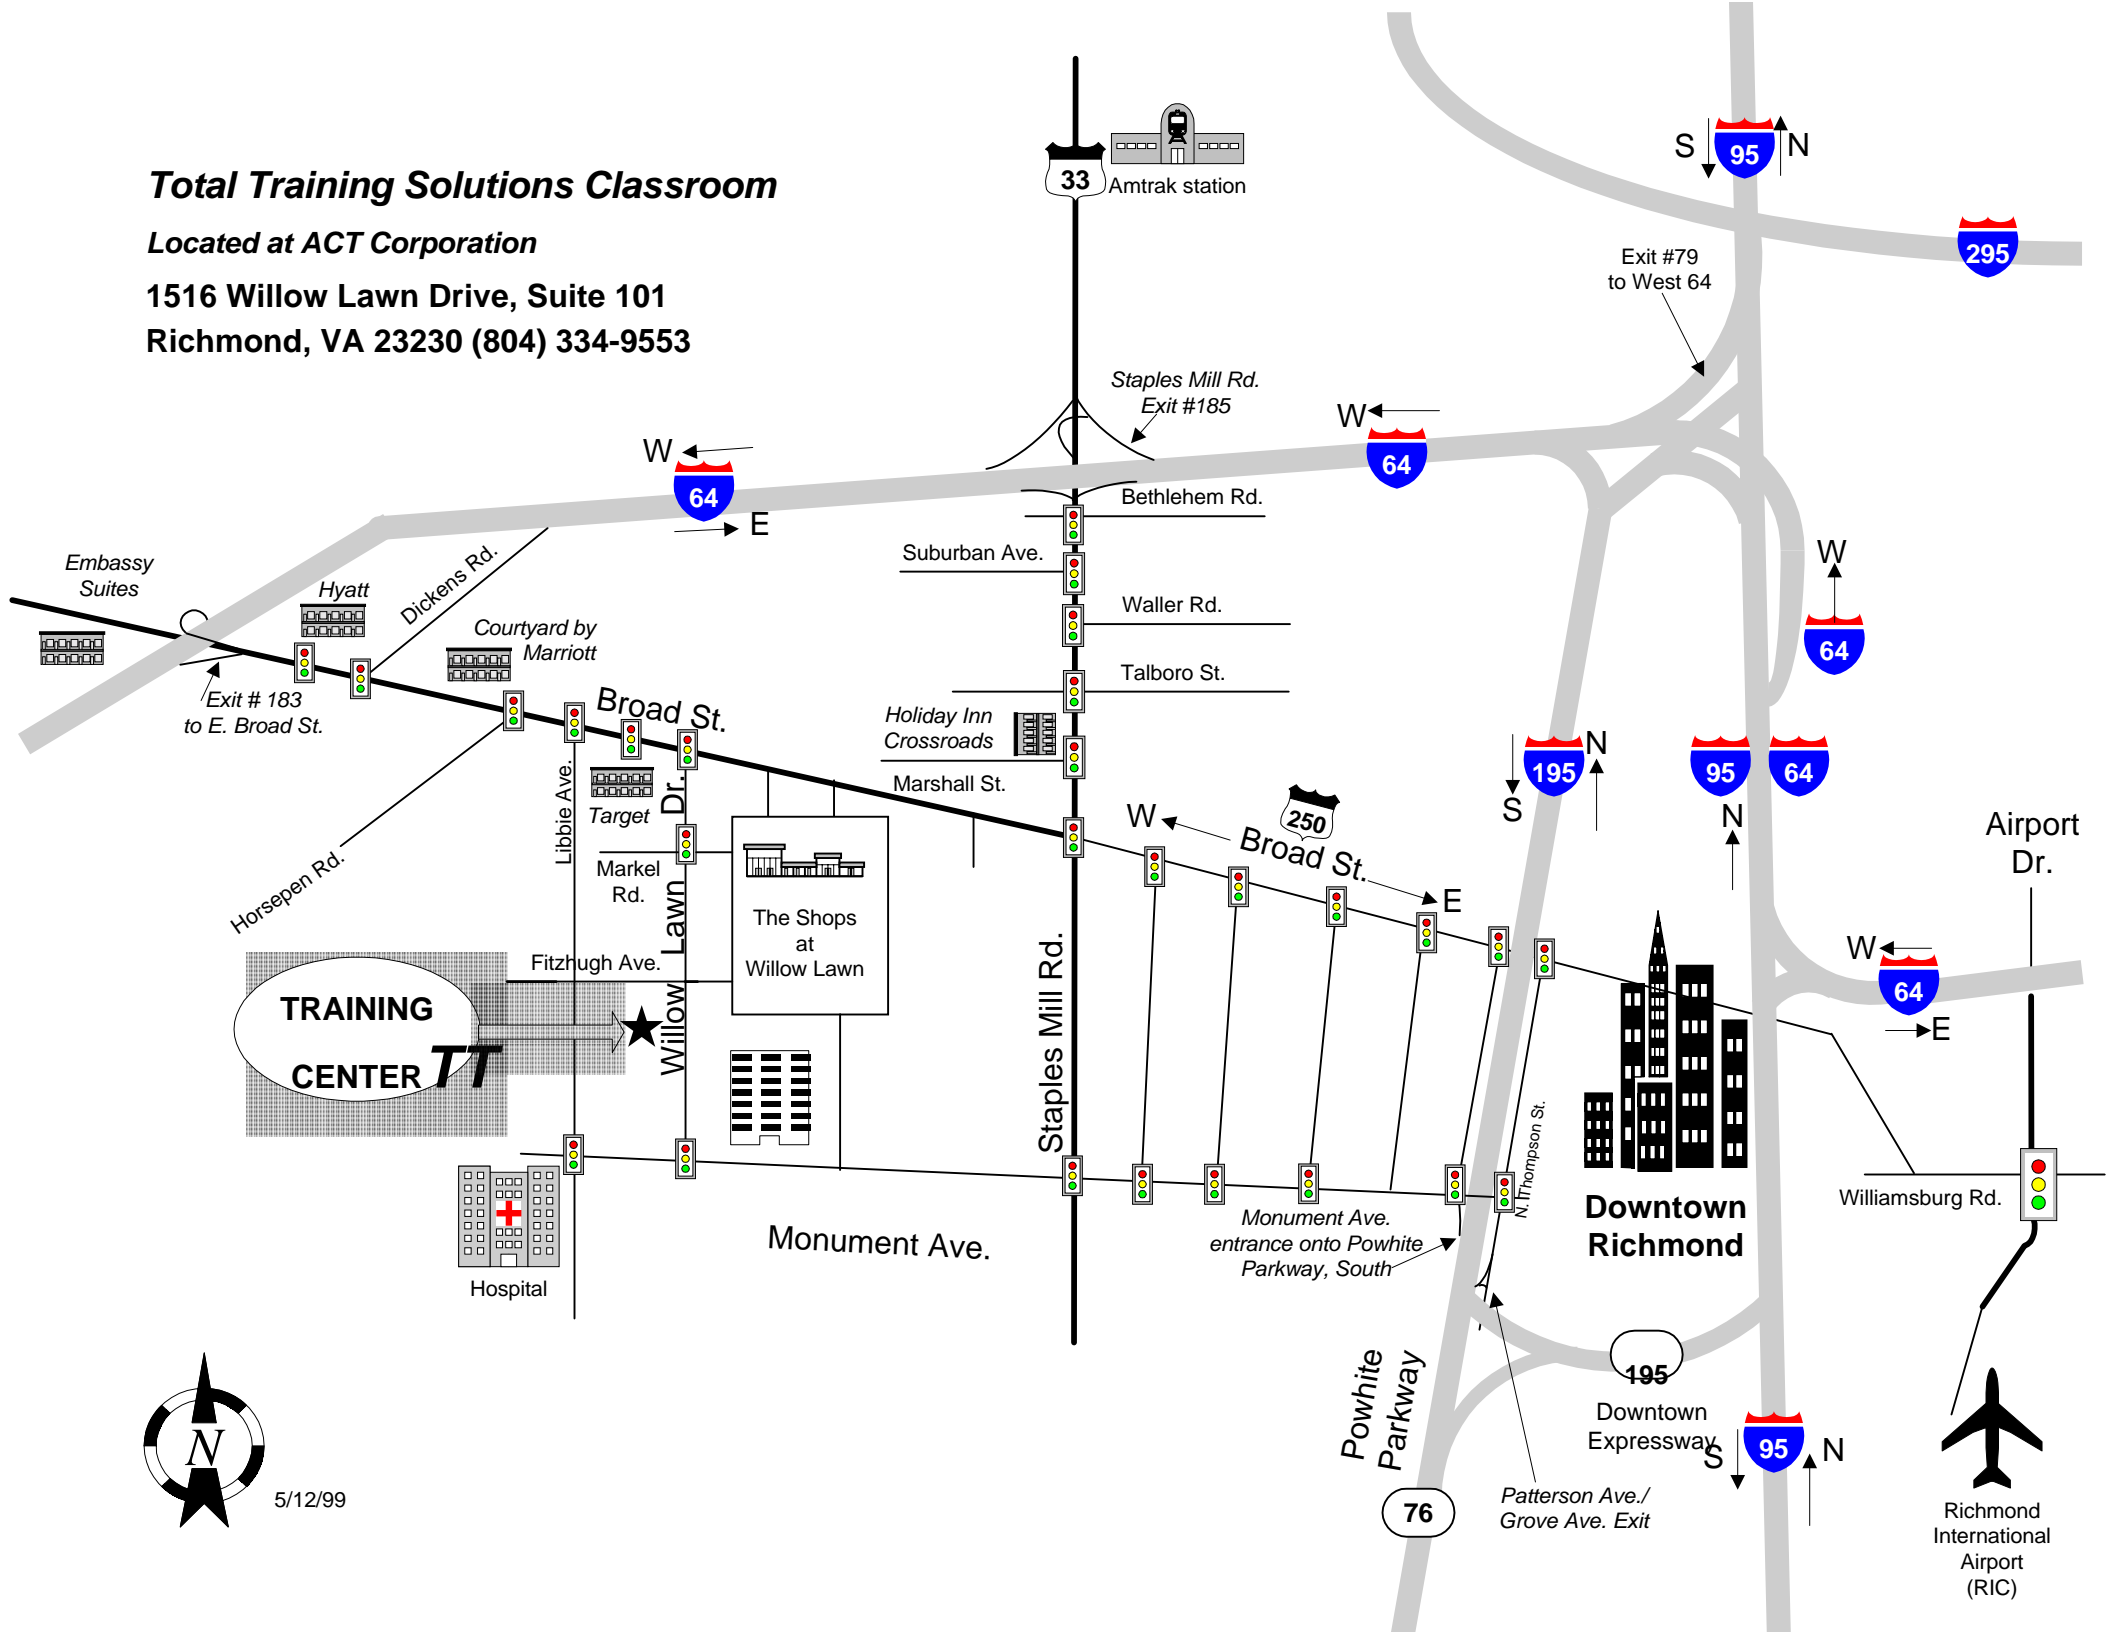 Total Training Solutions Classroom
Located at ACT Corporation
1516 Willow Lawn Drive, Suite 101
Richmond, VA 23230 (804) 334-9553
33
Amtrak station
S
95
N
295
Exit #79
to West 64
Staples Mill Rd.
Exit #185
W
64
W
64
E
Bethlehem Rd.
Suburban Ave.
Waller Rd.
Talboro St.
Holiday Inn
Crossroads
Marshall St.
Embassy
Suites
Hyatt
Dickens Rd.
Courtyard by
Marriott
Exit # 183
to E. Broad St.
Broad St.
Target
Horsepen Rd.
Libbie Ave.
Willow Lawn Dr.
Markel
Rd.
The Shops
at
Willow Lawn
Fitzhugh Ave.
TRAINING
CENTER TT
Staples Mill Rd.
W
250
Broad St.
E
W
64
195
N
S
95
64
N
Airport
Dr.
W
64
E
N. Thompson St.
Downtown
Richmond
Williamsburg Rd.
Monument Ave.
Monument Ave.
entrance onto Powhite
Parkway, South
Hospital
Powhite
Parkway
195
Downtown
Expressway
S
95
N
76
Patterson Ave./
Grove Ave. Exit
Richmond
International
Airport
(RIC)
N
5/12/99